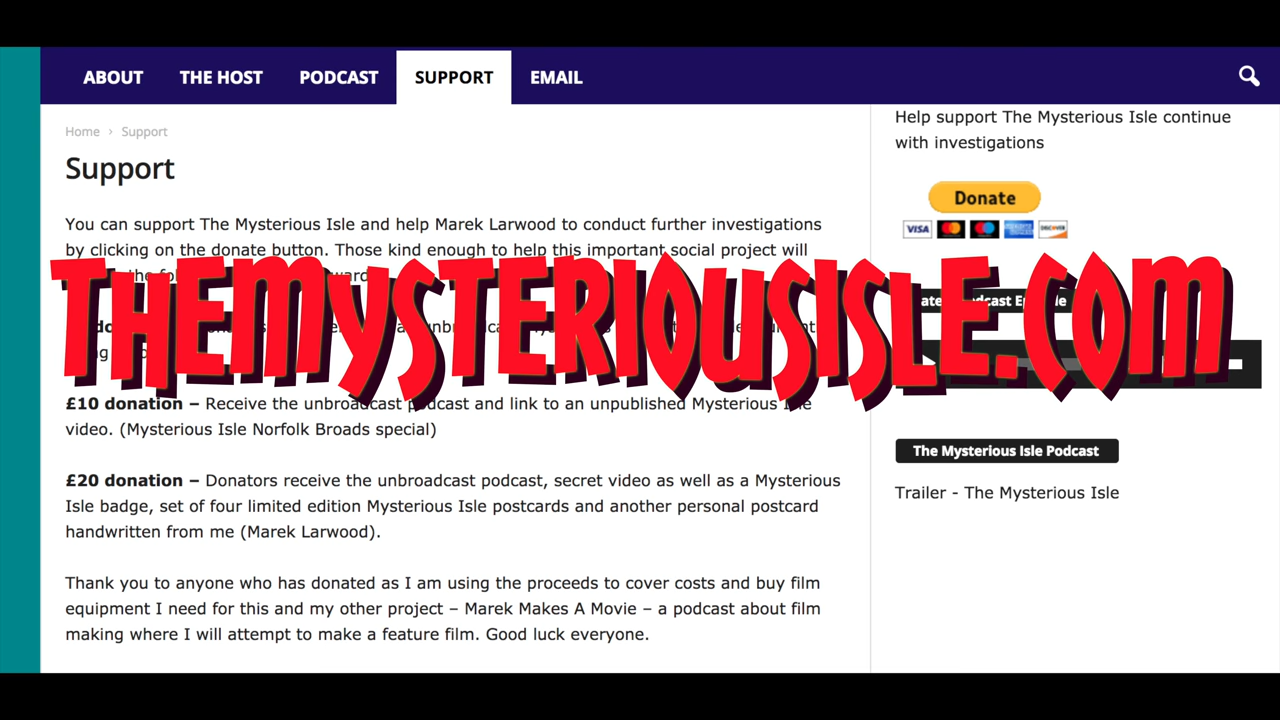 ABOUT THE HOST PODCAST SUPPORT EMAIL
Home › Support
Support
You can support The Mysterious Isle and help Marek Larwood to conduct further investigations
by clicking on the donate button. Those kind enough to help this important social project will
THEMYSTERIOUSISLE.COM
£10 donation – Receive the unbroadcast podcast and link to an unpublished Mysterious Isle
video. (Mysterious Isle Norfolk Broads special)
£20 donation – Donators receive the unbroadcast podcast, secret video as well as a Mysterious
Isle badge, set of four limited edition Mysterious Isle postcards and another personal postcard
handwritten from me (Marek Larwood).
Thank you to anyone who has donated as I am using the proceeds to cover costs and buy film
equipment I need for this and my other project – Marek Makes A Movie – a podcast about film
making where I will attempt to make a feature film. Good luck everyone.
Help support The Mysterious Isle continue
with investigations
Donate
VISA
The Mysterious Isle Podcast
Trailer - The Mysterious Isle